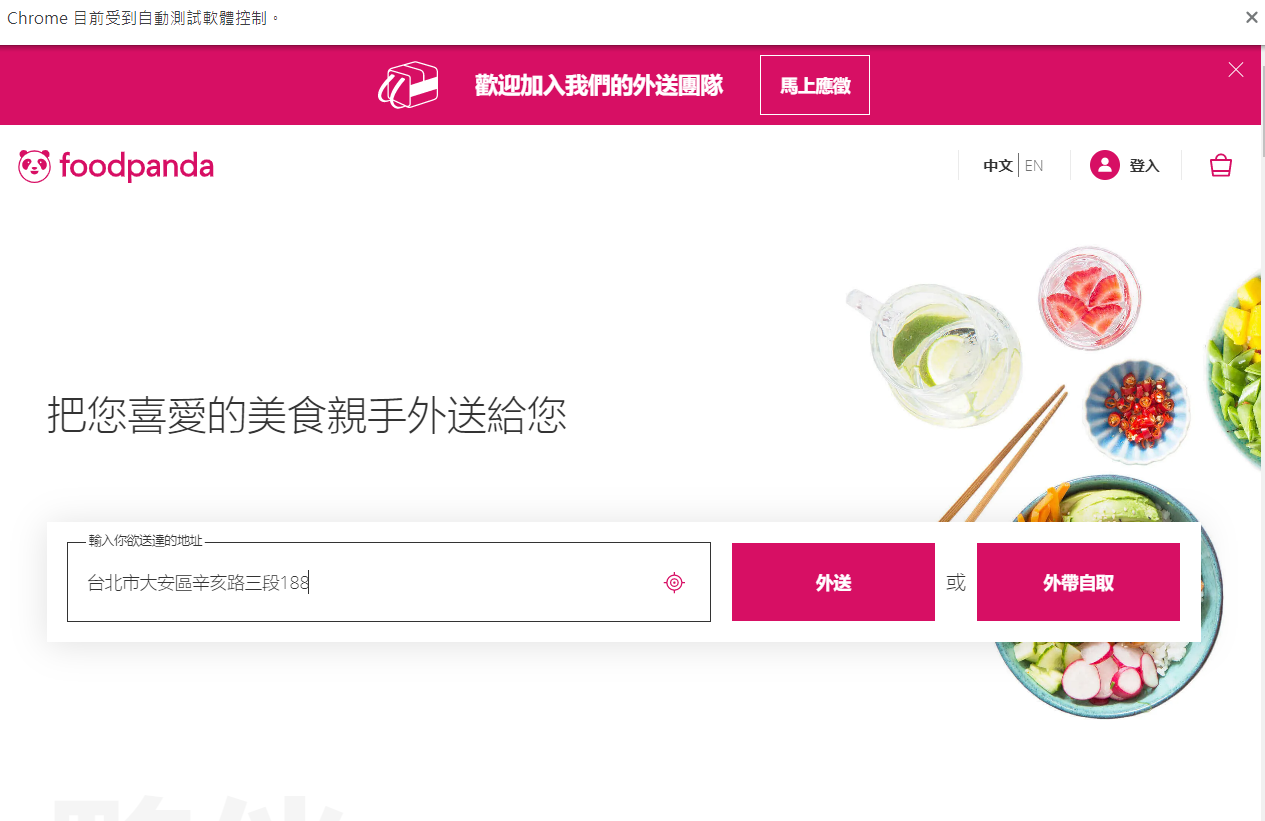 Chrome 目前受到自動測試軟體控制。
歡迎加入我們的外送團隊
馬上應徵
foodpanda
中文 EN
登入
把您喜愛的美食親手外送給您
輸入你欲送達的地址
台北市大安區辛亥路三段188
外送
或
外帶自取